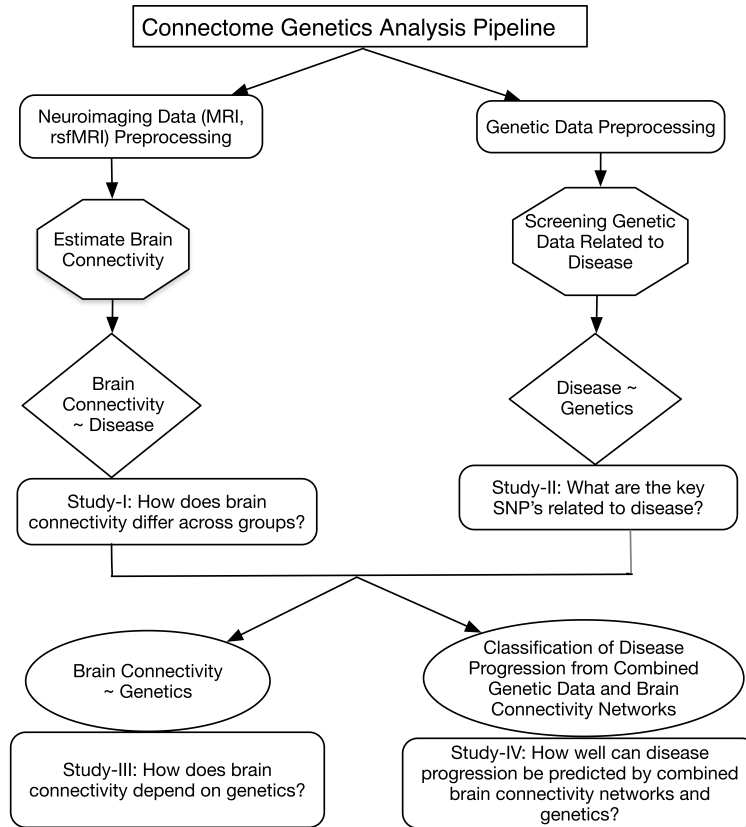 Connectome Genetics Analysis Pipeline
Neuroimaging Data (MRI,
rsfMRI) Preprocessing
Genetic Data Preprocessing
Estimate Brain
Connectivity
Screening Genetic
Data Related to
Disease
Brain
Connectivity
~ Disease
Disease ~
Genetics
Study-I: How does brain
connectivity differ across groups?
Study-II: What are the key
SNP's related to disease?
Brain Connectivity
~ Genetics
Classification of Disease
Progression from Combined
Genetic Data and Brain
Connectivity Networks
Study-III: How does brain
connectivity depend on genetics?
Study-IV: How well can disease
progression be predicted by combined
brain connectivity networks and
genetics?